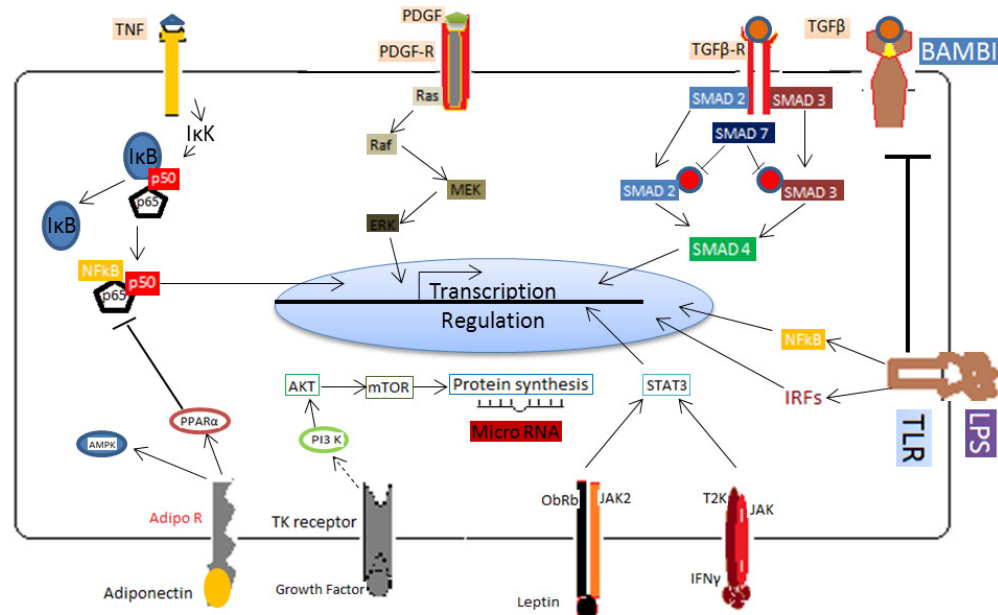 TNF
PDGF
PDGF-R
TGFβ-R
TGFβ
BAMBI
Ras
SMAD 2
SMAD 3
IκK
SMAD 7
Raf
IκB
p50
p65
MEK
SMAD 2
SMAD 3
IκB
ERK
SMAD 4
NFkB
p50
p65
Transcription
Regulation
NFkB
AKT
mTOR
Protein synthesis
STAT3
IRFs
Micro RNA
PPARα
PI3 K
AMPK
TLR
LPS
ObRb
JAK2
T2K
JAK
Adipo R
TK receptor
Adiponectin
Growth Factor
Leptin
IFNγ